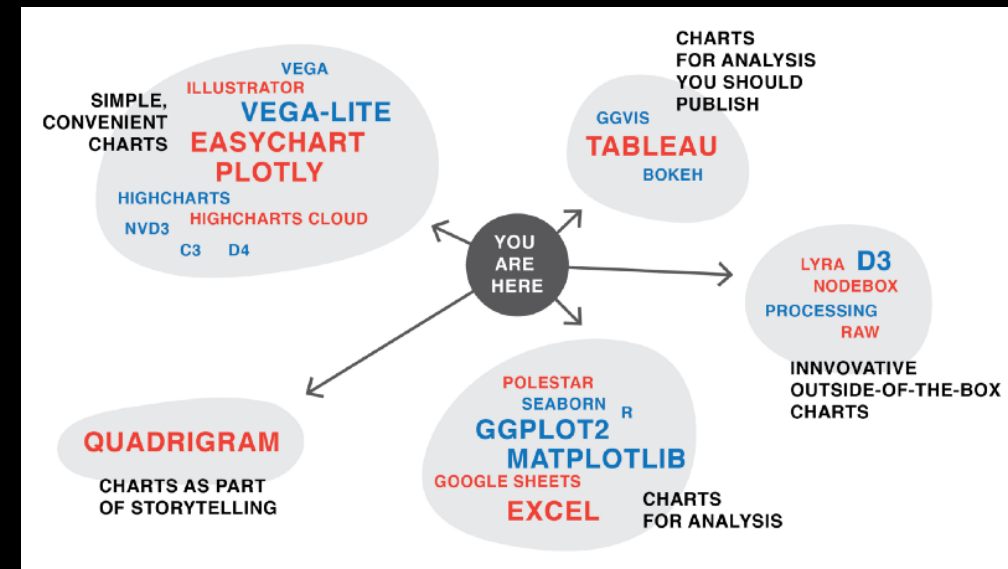 SIMPLE,
CONVENIENT
CHARTS
VEGA
ILLUSTRATOR
VEGA-LITE
EASYCHART
PLOTLY
HIGHCHARTS
HIGHCHARTS CLOUD
NVD3
C3
D4
CHARTS
FOR ANALYSIS
YOU SHOULD
PUBLISH
GGVIS
TABLEAU
BOKEH
YOU
ARE
HERE
LYRA
D3
NODEBOX
PROCESSING
RAW
INNVOVATIVE
OUTSIDE-OF-THE-BOX
CHARTS
QUADRIGRAM
CHARTS AS PART
OF STORYTELLING
POLESTAR
SEABORN
R
GGPLOT2
MATPLOTLIB
GOOGLE SHEETS
EXCEL
CHARTS
FOR ANALYSIS